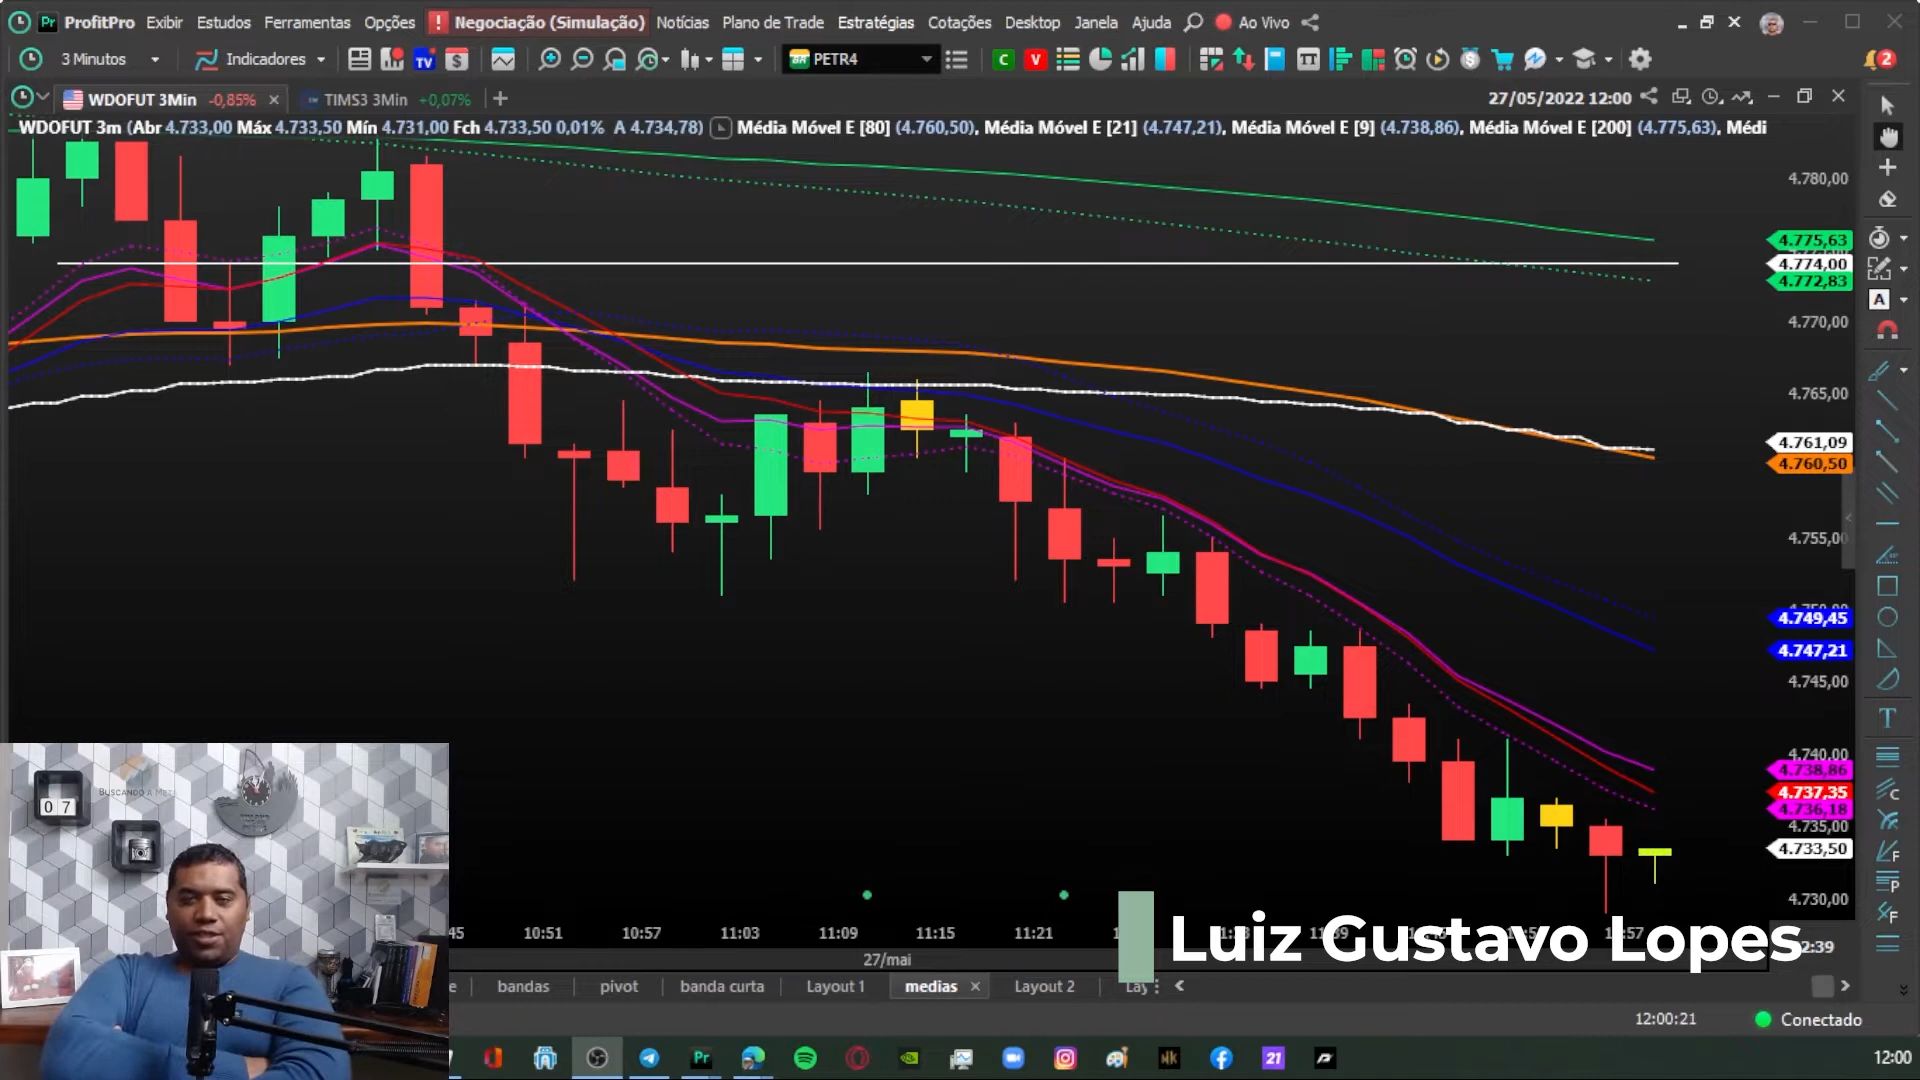 ProfitPro Exibir Estudos Ferramentas Opções ! Negociação (Simulação) Notícias Plano de Trade Estratégias Cotações Desktop Janela Ajuda Ao Vivo
3 Minutos Indicadores TV $ PETR4 C V 2
WDOFUT 3Min -0,85% × TIMS3 3Min +0,07% + 27/05/2022 12:00
WDOFUT 3m (Abr 4.733,00 Máx 4.733,50 Mín 4.731,00 Fch 4.733,50 0,01% A 4.734,78) Média Móvel E [80] (4.760,50), Média Móvel E [21] (4.747,21), Média Móvel E [9] (4.738,86), Média Móvel E [200] (4.775,63), Médi
4.780,00
4.775,63
4.774,00
4.772,83
4.770,00
4.765,00
4.761,09
4.760,50
4.755,00
4.749,45
4.747,21
4.745,00
4.740,00
4.738,86
4.737,35
4.736,18
4.735,00
4.733,50
4.730,00
BUSCANDO A META
07
:45 10:51 10:57 11:03 11:09 11:15 11:21
Luiz Gustavo Lopes
27/mai
bandas pivot banda curta Layout 1 medias × Layout 2 Lay
12:00:21 Conectado
Pr 21 12:00